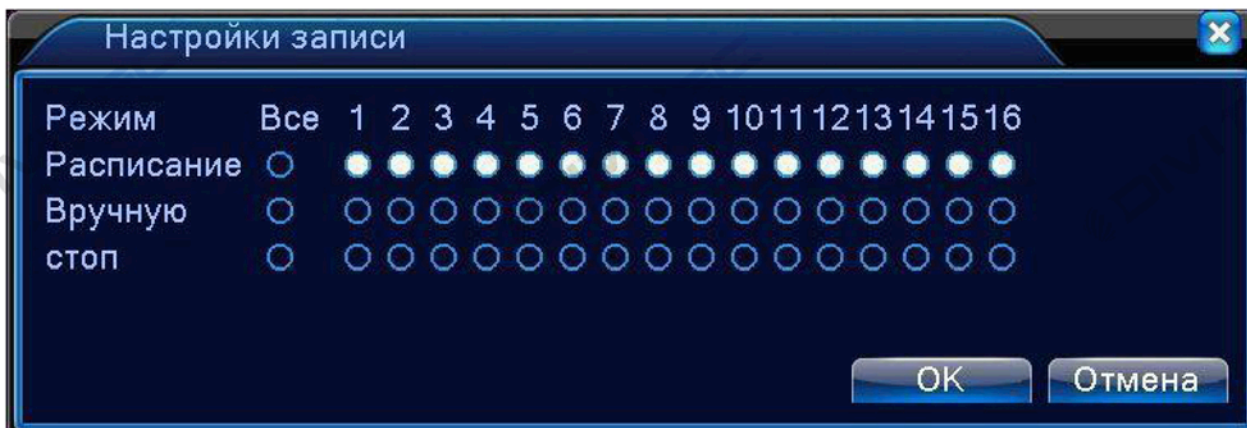 Настройки записи
Режим Все 1 2 3 4 5 6 7 8 9 10 11 12 13 14 15 16
Расписание
Вручную
стоп
OK Отмена